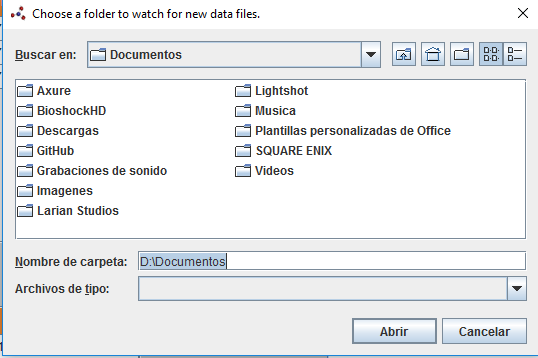 Choose a folder to watch for new data files.
Buscar en: Documentos
Axure
BioshockHD
Descargas
GitHub
Grabaciones de sonido
Imagenes
Larian Studios
Lightshot
Musica
Plantillas personalizadas de Office
SQUARE ENIX
Videos
Nombre de carpeta: D:\Documentos
Archivos de tipo:
Abrir Cancelar